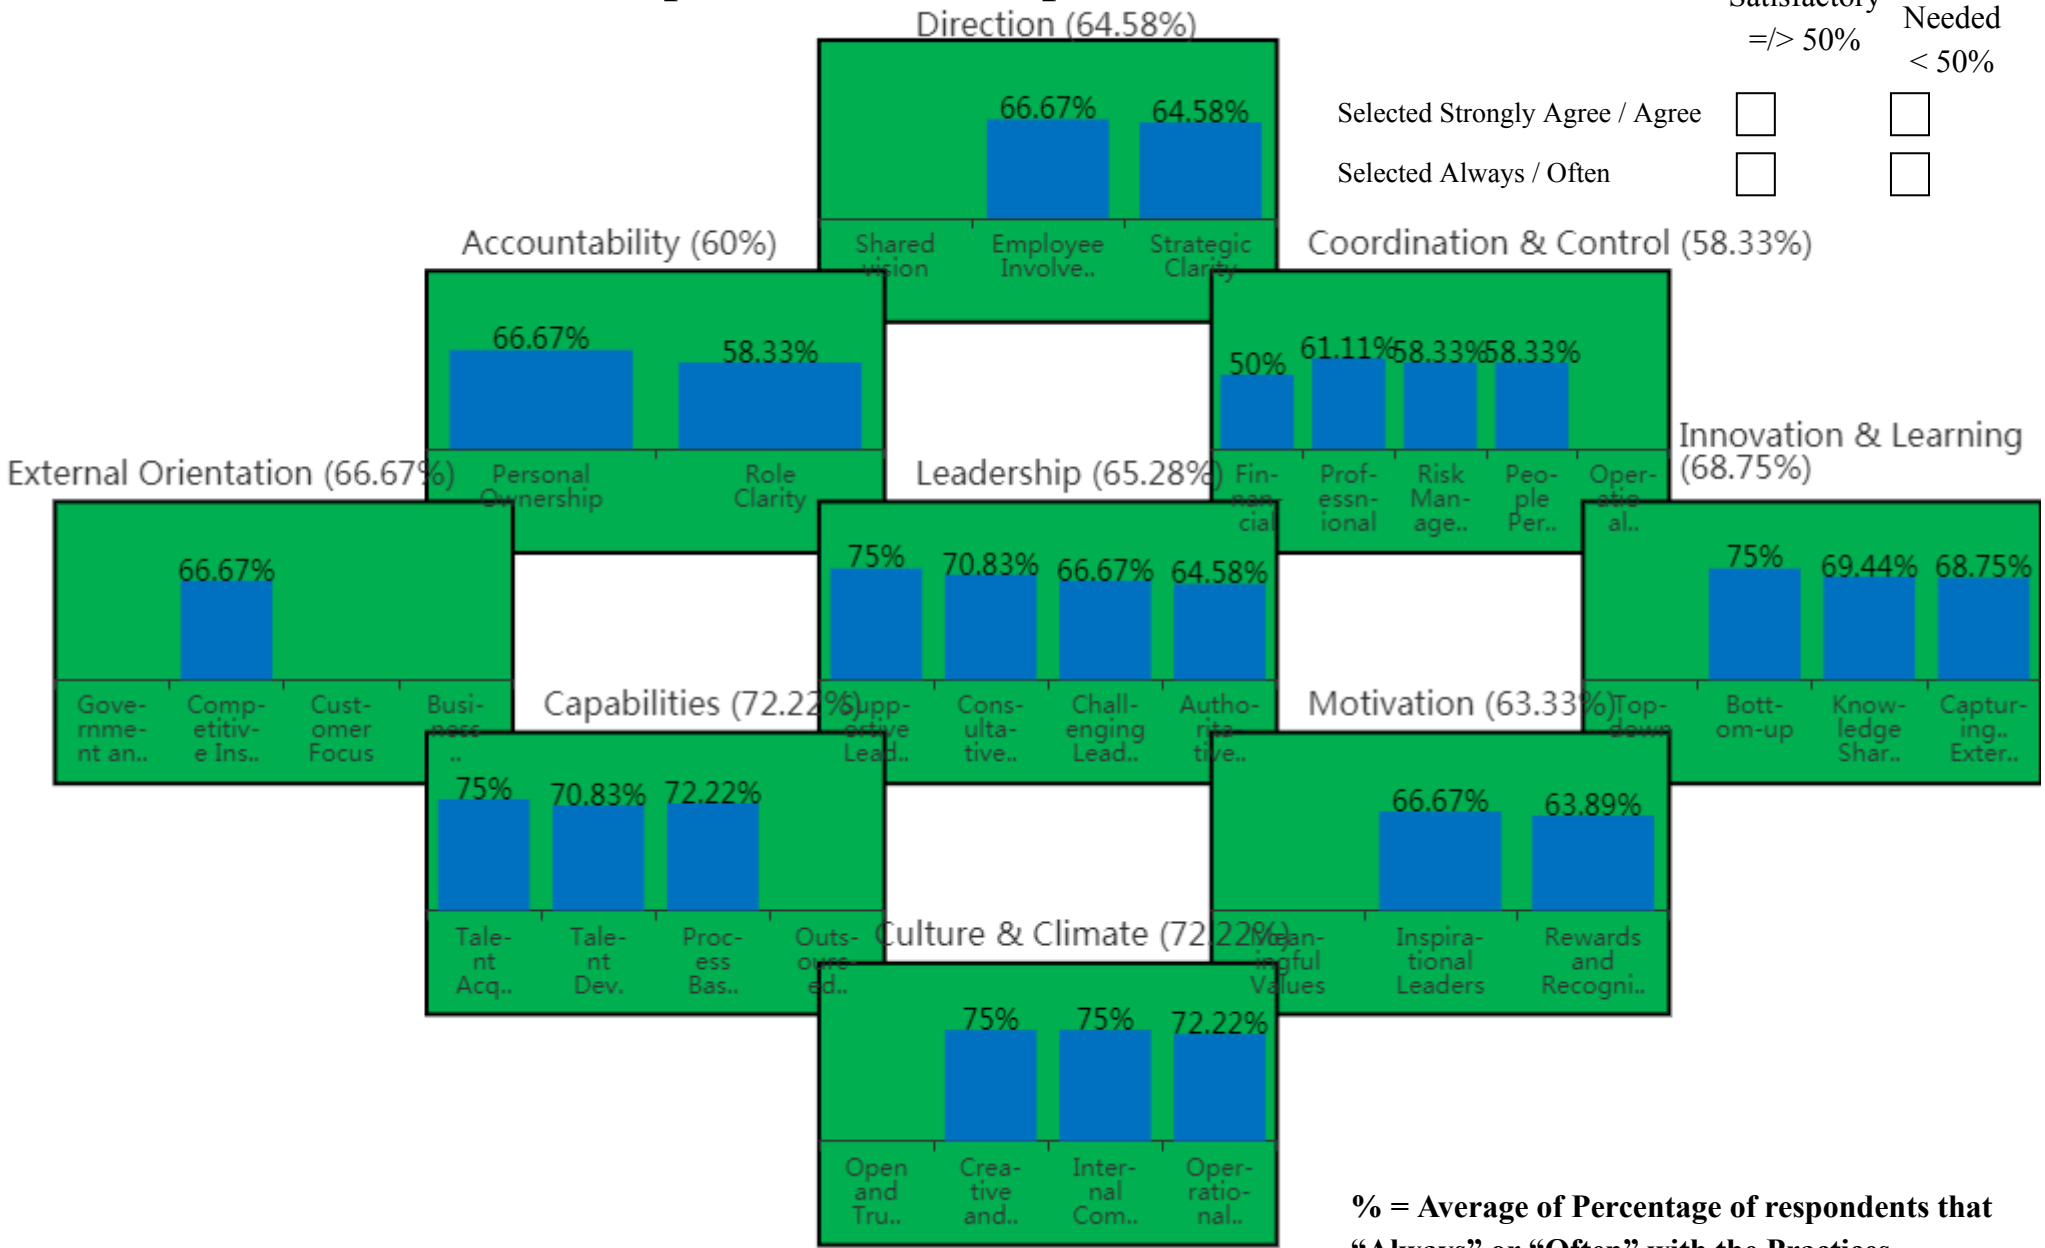 Direction (64.58%)
Satisfactory
=/> 50%
Needed
< 50%
Selected Strongly Agree / Agree
Selected Always / Often
66.67%
64.58%
Shared
vision
Employee
Involve..
Strategic
Clarity
Accountability (60%)
66.67%
58.33%
Personal
Ownership
Role
Clarity
Coordination & Control (58.33%)
50%
61.11%
58.33%
58.33%
Fin-
nan-
cial
Prof-
essn-
ional
Risk
Man-
age..
Peo-
ple
Per..
Oper-
atio-
al..
External Orientation (66.67%)
66.67%
Gove-
rnme-
nt an..
Comp-
etitiv-
e Ins..
Cust-
omer
Focus
Busi-
ness
..
Leadership (65.28%)
75%
70.83%
66.67%
64.58%
Supp-
ortive
Lead..
Cons-
ulta-
tive..
Chall-
enging
Lead..
Autho-
rita-
tive..
Innovation & Learning
(68.75%)
75%
69.44%
68.75%
Top-
down
Bott-
om-up
Know-
ledge
Shar..
Captur-
ing..
Exter..
Capabilities (72.22%)
75%
70.83%
72.22%
Tale-
nt
Acq..
Tale-
nt
Dev.
Proc-
ess
Bas..
Outs-
ourc-
ed..
Motivation (63.33%)
66.67%
63.89%
Mean-
ingful
Values
Inspira-
tional
Leaders
Rewards
and
Recogni..
Culture & Climate (72.22%)
75%
75%
72.22%
Open
and
Tru..
Crea-
tive
and..
Inter-
nal
Com..
Oper-
ratio-
nal..
% = Average of Percentage of respondents that
“Always” or “Often” with the Practices